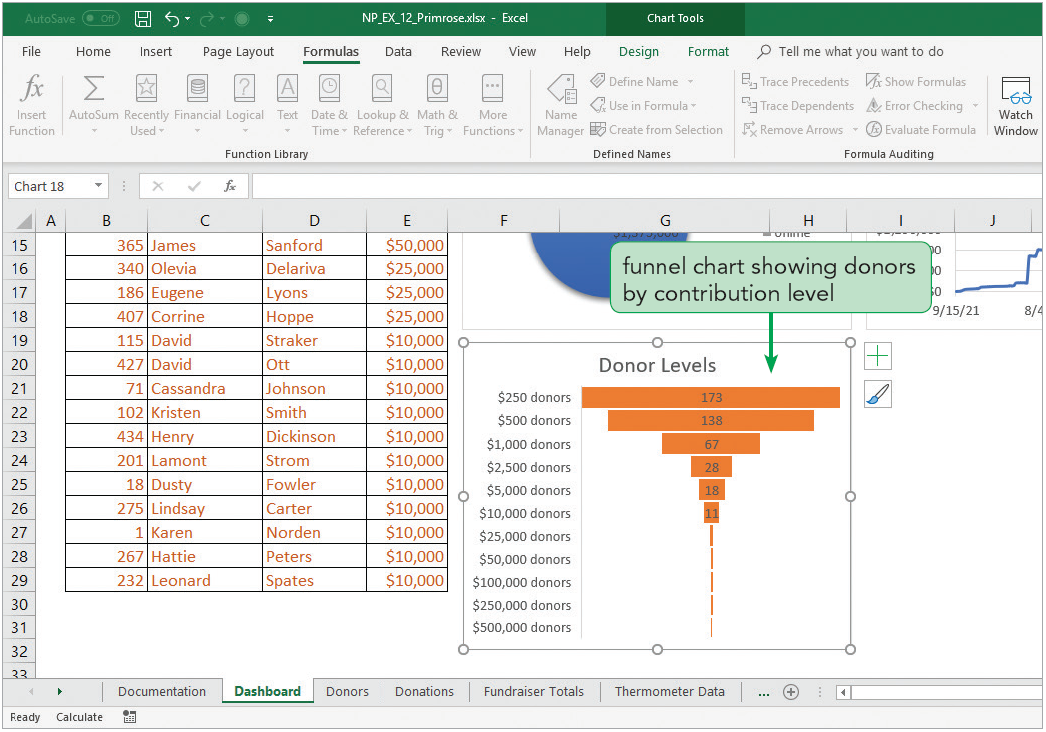 AutoSave Off NP_EX_12_Primrose.xlsx - Excel Chart Tools
File Home Insert Page Layout Formulas Data Review View Help Design Format Tell me what you want to do
fx Σ ? A θ
Insert Function AutoSum Recently Used Financial Logical Text Date & Time Lookup & Reference Math & Trig More Functions
Name Manager Define Name Trace Precedents Show Formulas
Use in Formula Trace Dependents Error Checking
Create from Selection Remove Arrows Evaluate Formula
Watch Window
Function Library Defined Names Formula Auditing
Chart 18 fx
A B C D E F G H I J
15 365 James Sanford $50,000
16 340 Olevia Delariva $25,000
17 186 Eugene Lyons $25,000
18 407 Corrine Hoppe $25,000
19 115 David Straker $10,000
20 427 David Ott $10,000
21 71 Cassandra Johnson $10,000
22 102 Kristen Smith $10,000
23 434 Henry Dickinson $10,000
24 201 Lamont Strom $10,000
25 18 Dusty Fowler $10,000
26 275 Lindsay Carter $10,000
27 1 Karen Norden $10,000
28 267 Hattie Peters $10,000
29 232 Leonard Spates $10,000
30
31
32
33
funnel chart showing donors
by contribution level
9/15/21
Donor Levels
$250 donors 173
$500 donors 138
$1,000 donors 67
$2,500 donors 28
$5,000 donors 18
$10,000 donors 11
$25,000 donors
$50,000 donors
$100,000 donors
$250,000 donors
$500,000 donors
Documentation Dashboard Donors Donations Fundraiser Totals Thermometer Data ...
Ready Calculate